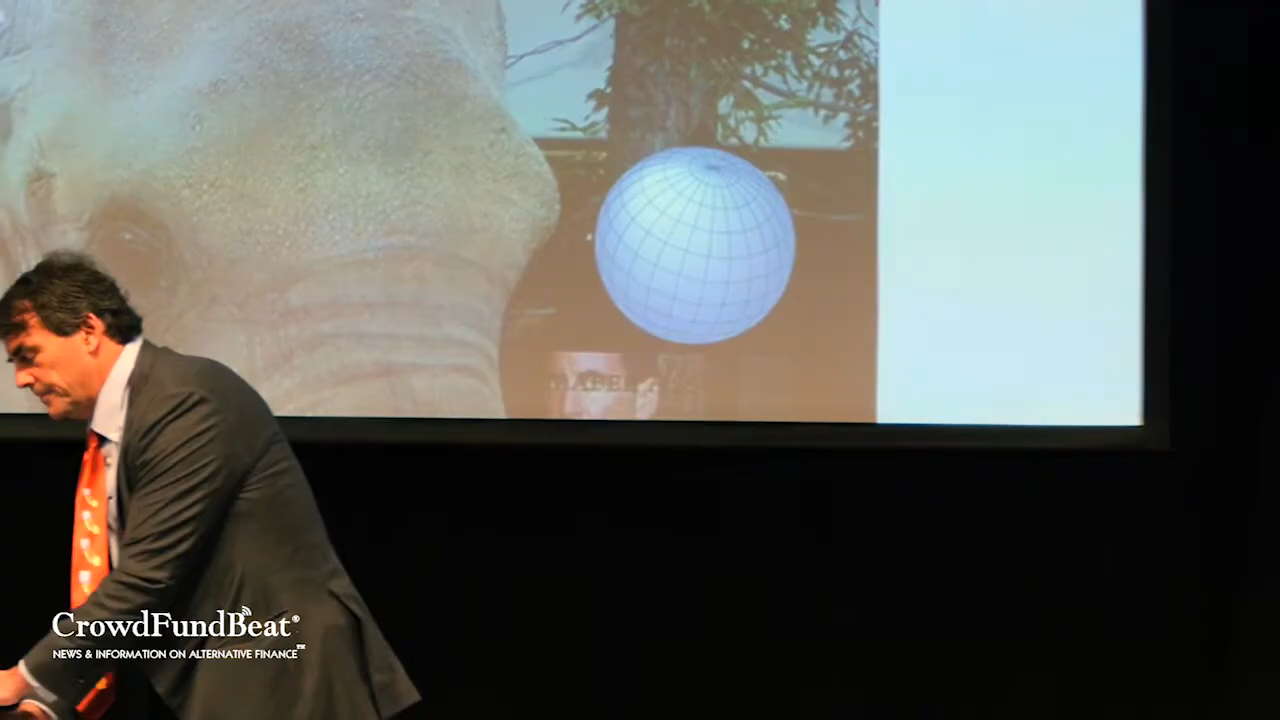 CrowdFundBeat®
NEWS & INFORMATION ON ALTERNATIVE FINANCE™